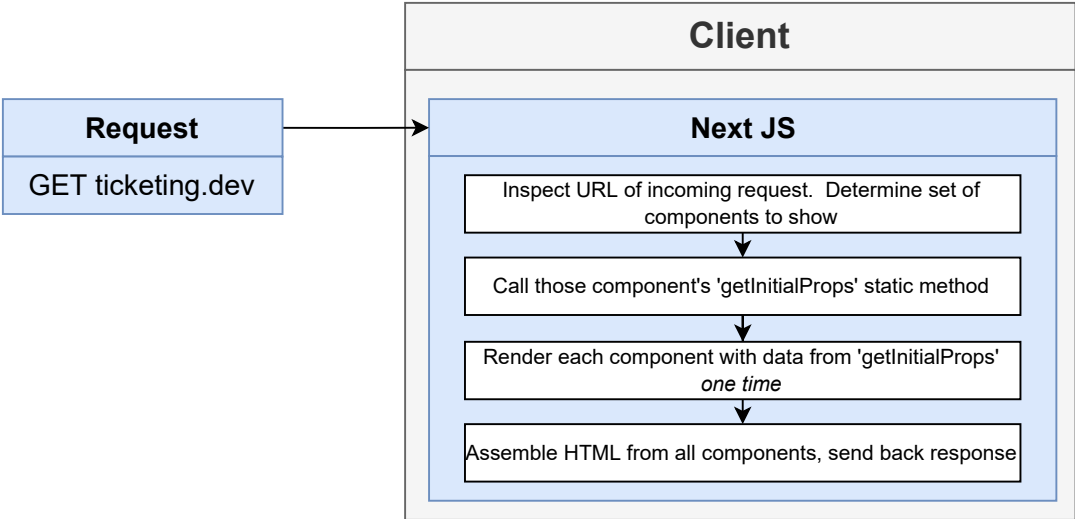 Client
Request
GET ticketing.dev
Next JS
Inspect URL of incoming request.  Determine set of
components to show
Call those component's 'getInitialProps' static method
Render each component with data from 'getInitialProps'
one time
Assemble HTML from all components, send back response